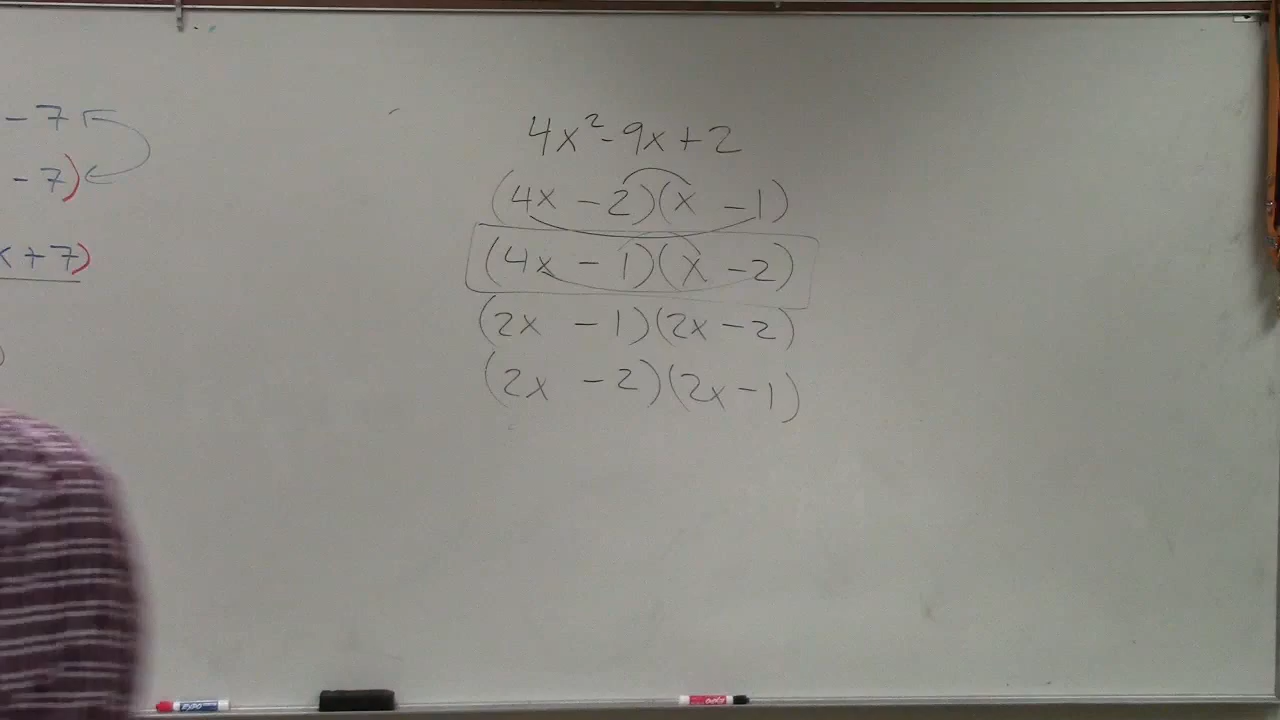 - 7
- 7)
x + 7)
)
4x² - 9x + 2
(4x - 2)(x - 1)
(4x - 1)(x - 2)
(2x - 1)(2x - 2)
(2x - 2)(2x - 1)
EXPO